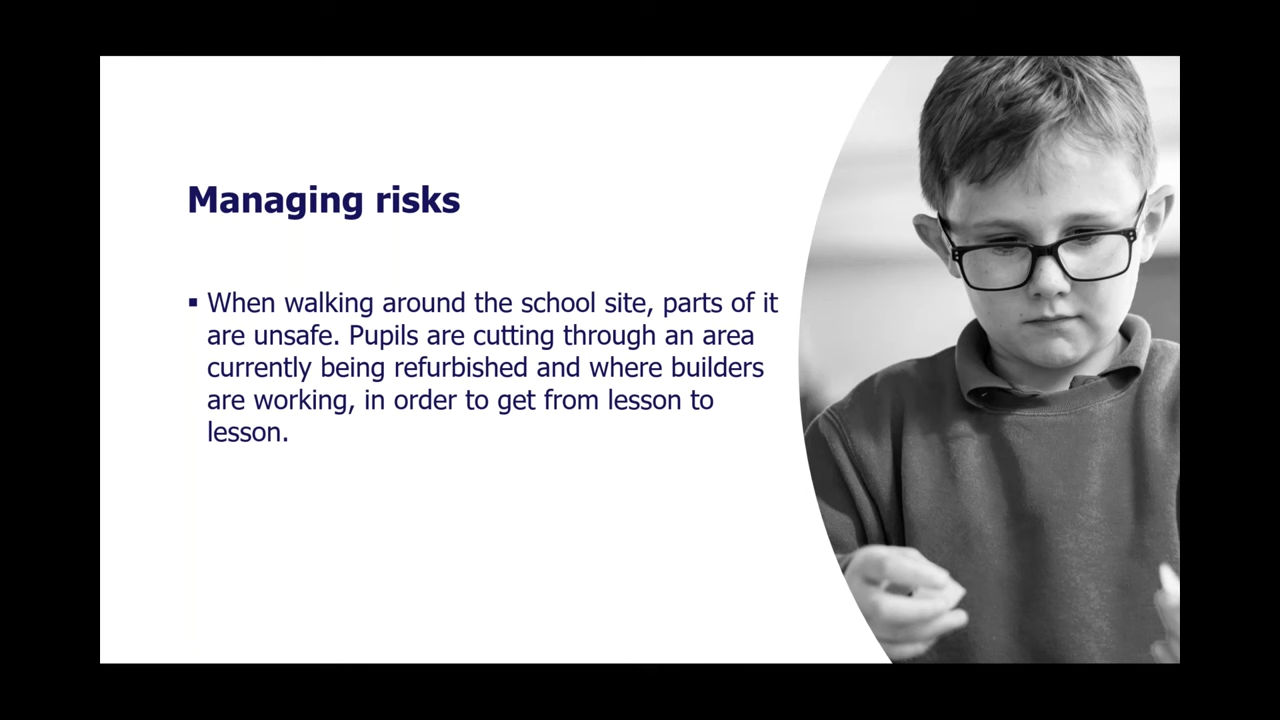 Managing risks
▪ When walking around the school site, parts of it
are unsafe. Pupils are cutting through an area
currently being refurbished and where builders
are working, in order to get from lesson to
lesson.